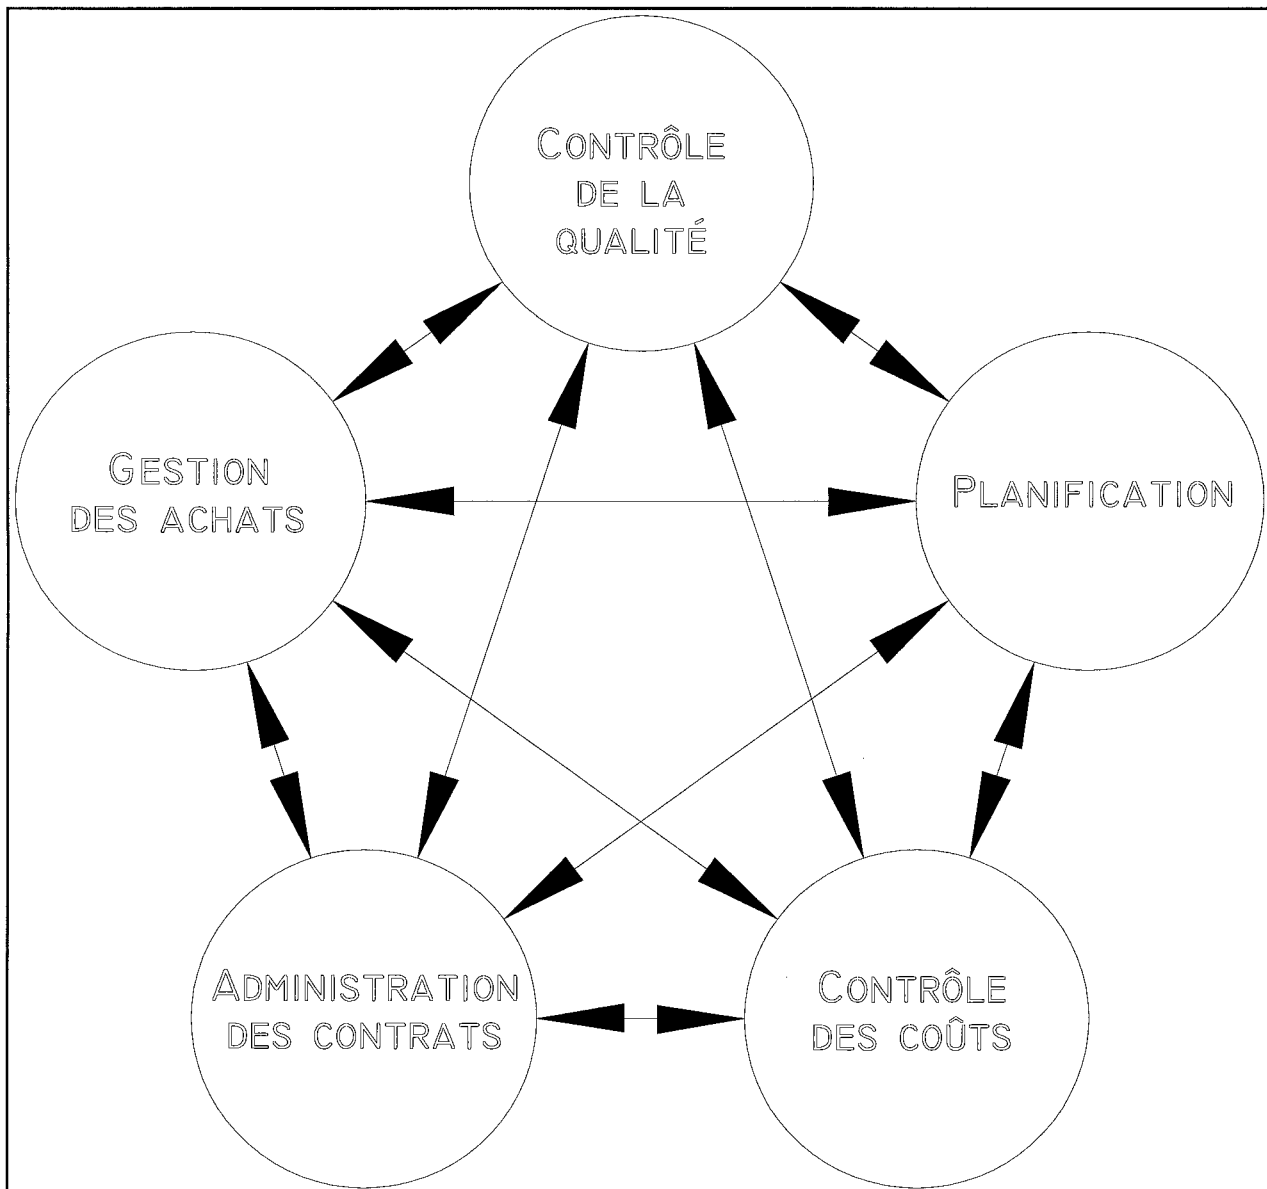 CONTRÔLE
DE LA
QUALITÉ
GESTION
DES ACHATS
PLANIFICATION
ADMINISTRATION
DES CONTRATS
CONTRÔLE
DES COÛTS